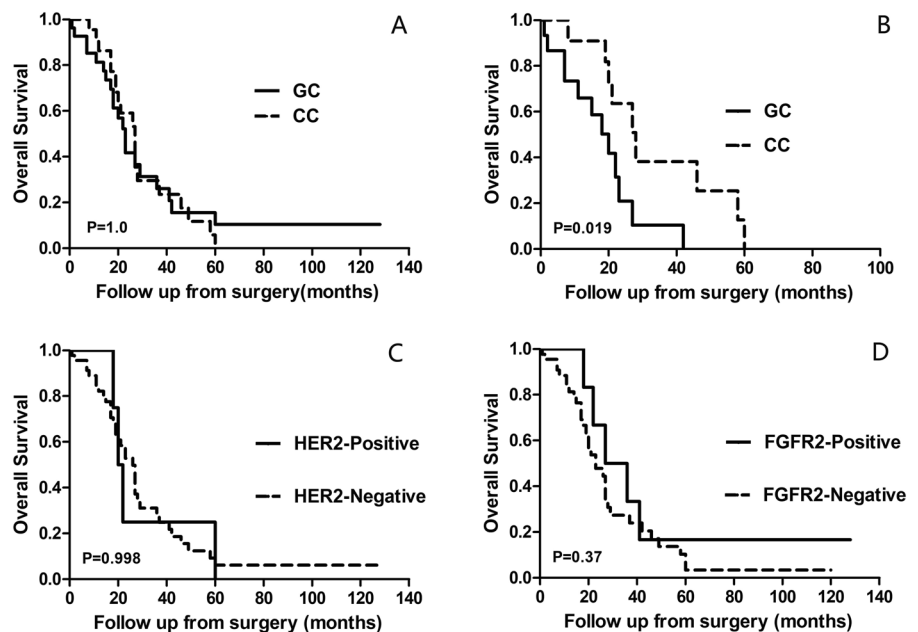 A
Overall Survival
1.0
0.8
0.6
0.4
0.2
0.0
GC
CC
P=1.0
0 20 40 60 80 100 120 140
Follow up from surgery(months)
B
Overall Survival
1.0
0.8
0.6
0.4
0.2
0.0
GC
CC
P=0.019
0 20 40 60 80 100
Follow up from surgery (months)
C
Overall Survival
1.0
0.8
0.6
0.4
0.2
0.0
HER2-Positive
HER2-Negative
P=0.998
0 20 40 60 80 100 120 140
Follow up from surgery (months)
D
Overall Survival
1.0
0.8
0.6
0.4
0.2
0.0
FGFR2-Positive
FGFR2-Negative
P=0.37
0 20 40 60 80 100 120 140
Follow up from surgery (months)